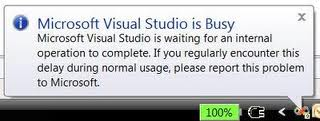 Microsoft Visual Studio is Busy
Microsoft Visual Studio is waiting for an internal
operation to complete. If you regularly encounter this
delay during normal usage, please report this problem
to Microsoft.
100%